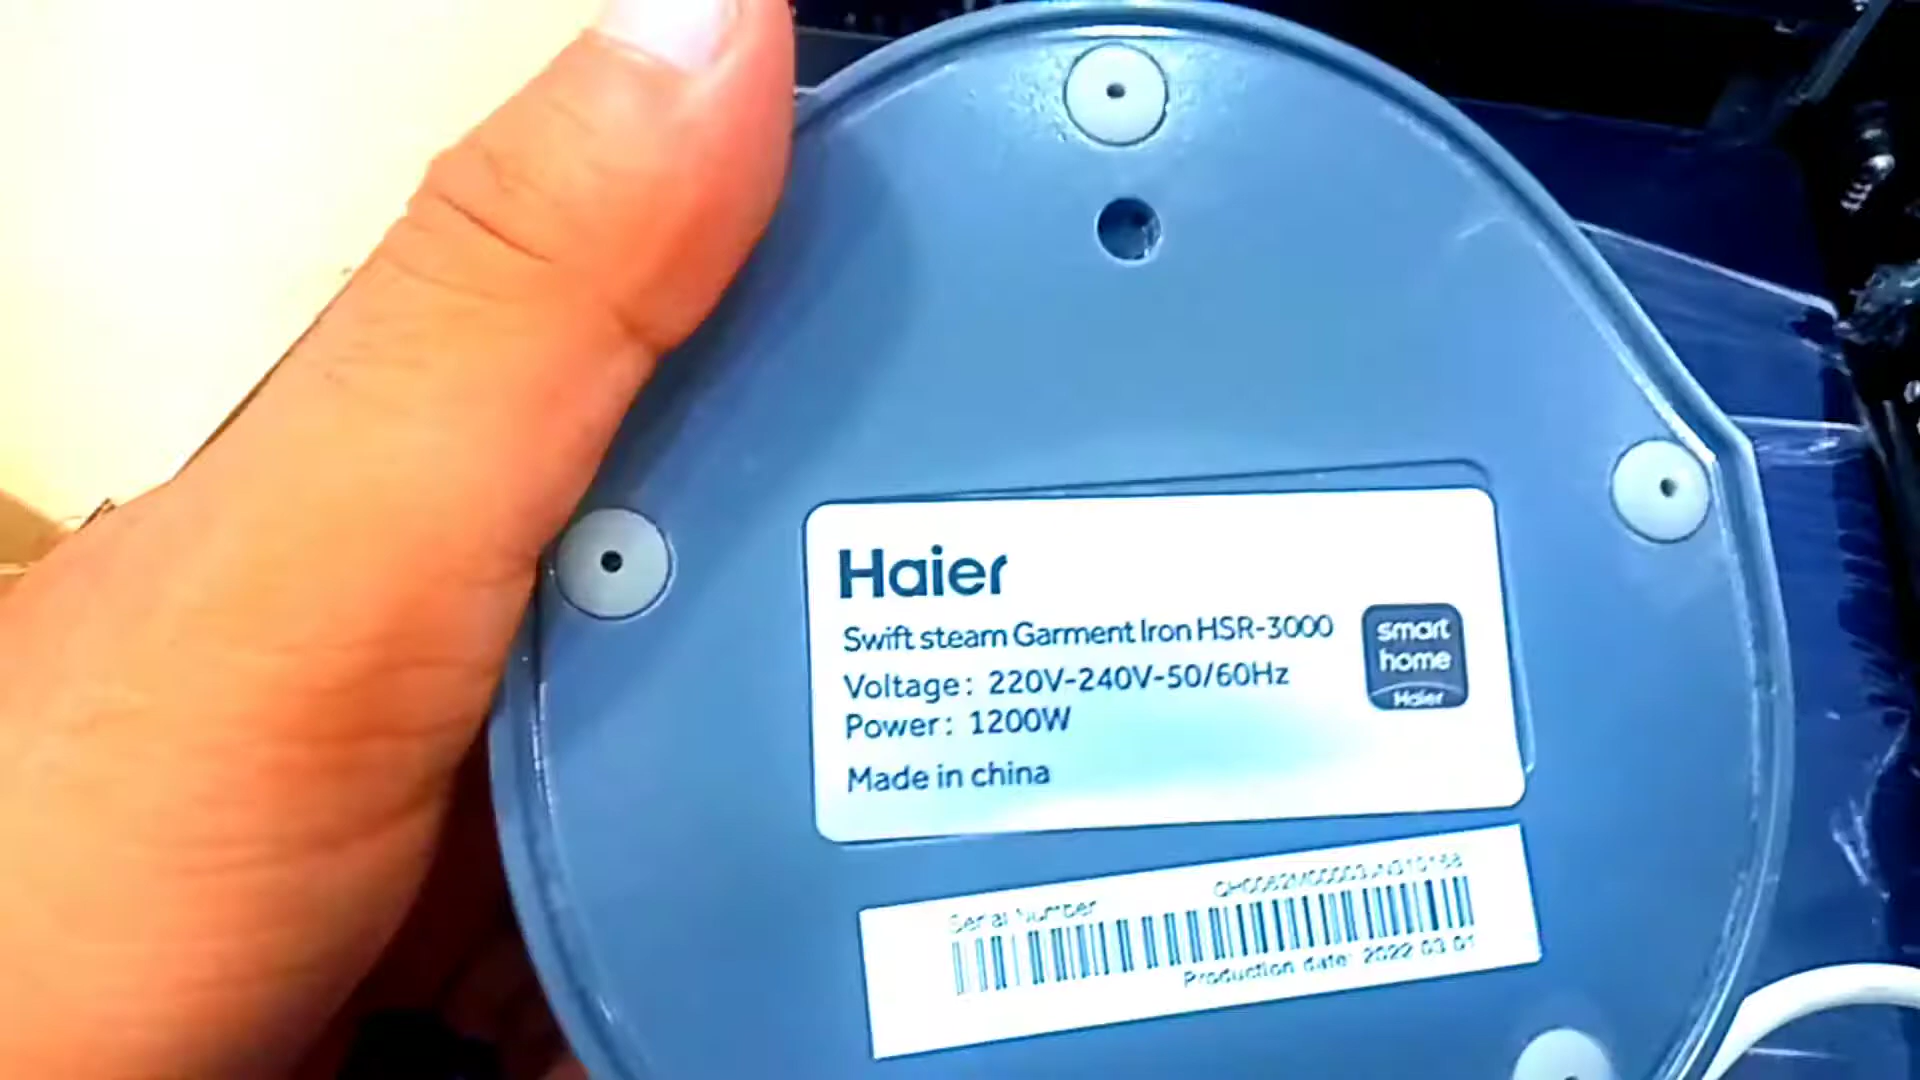 Haier
Swift steam Garment Iron HSR-3000
Voltage: 220V-240V-50/60Hz
Power: 1200W
Made in china
smart
home
Haier
Serial Number
Production date: 2022 03 01